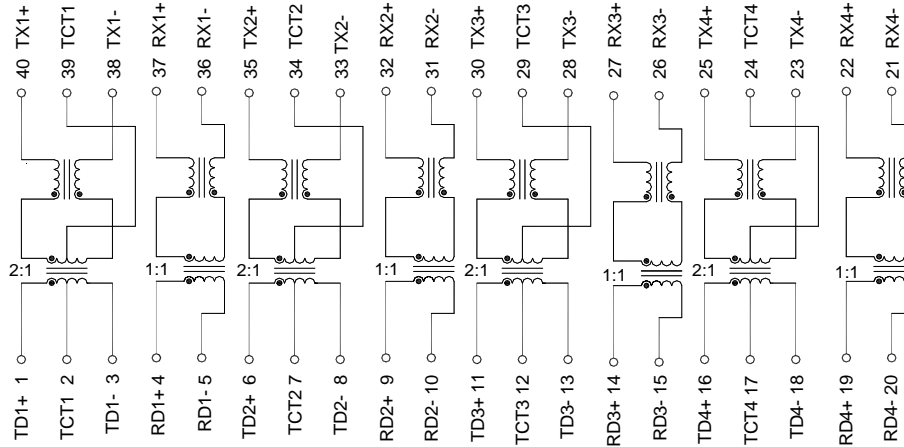 40 TX1+
39 TCT1
38 TX1-
37 RX1+
36 RX1-
35 TX2+
34 TCT2
33 TX2-
32 RX2+
31 RX2-
30 TX3+
29 TCT3
28 TX3-
27 RX3+
26 RX3-
25 TX4+
24 TCT4
23 TX4-
22 RX4+
21 RX4-
2:1
1:1
2:1
1:1
2:1
1:1
2:1
1:1
TD1+ 1
TCT1 2
TD1- 3
RD1+ 4
RD1- 5
TD2+ 6
TCT2 7
TD2- 8
RD2+ 9
RD2- 10
TD3+ 11
TCT3 12
TD3- 13
RD3+ 14
RD3- 15
TD4+ 16
TCT4 17
TD4- 18
RD4+ 19
RD4- 20